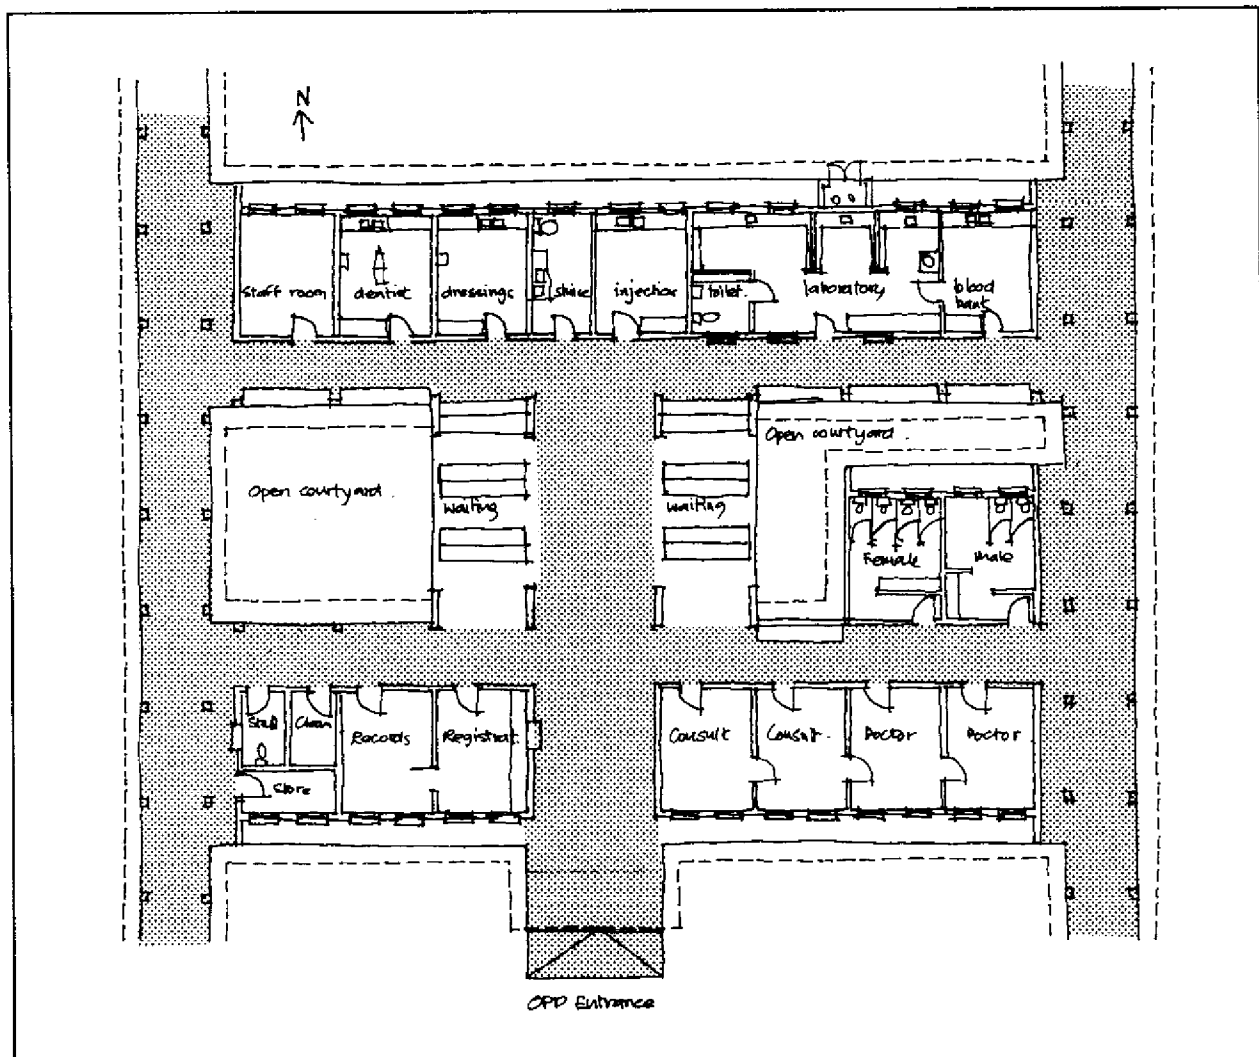 N
Staff room
dentist
dressings
sluice
injection
toilet.
laboratory
blood
bank
Open courtyard.
waiting
waiting
Open courtyard.
Female
Male
Staff
Clean
Records
Registrat.
Store
Consult
Consult.
Doctor
Doctor
OPD Entrance